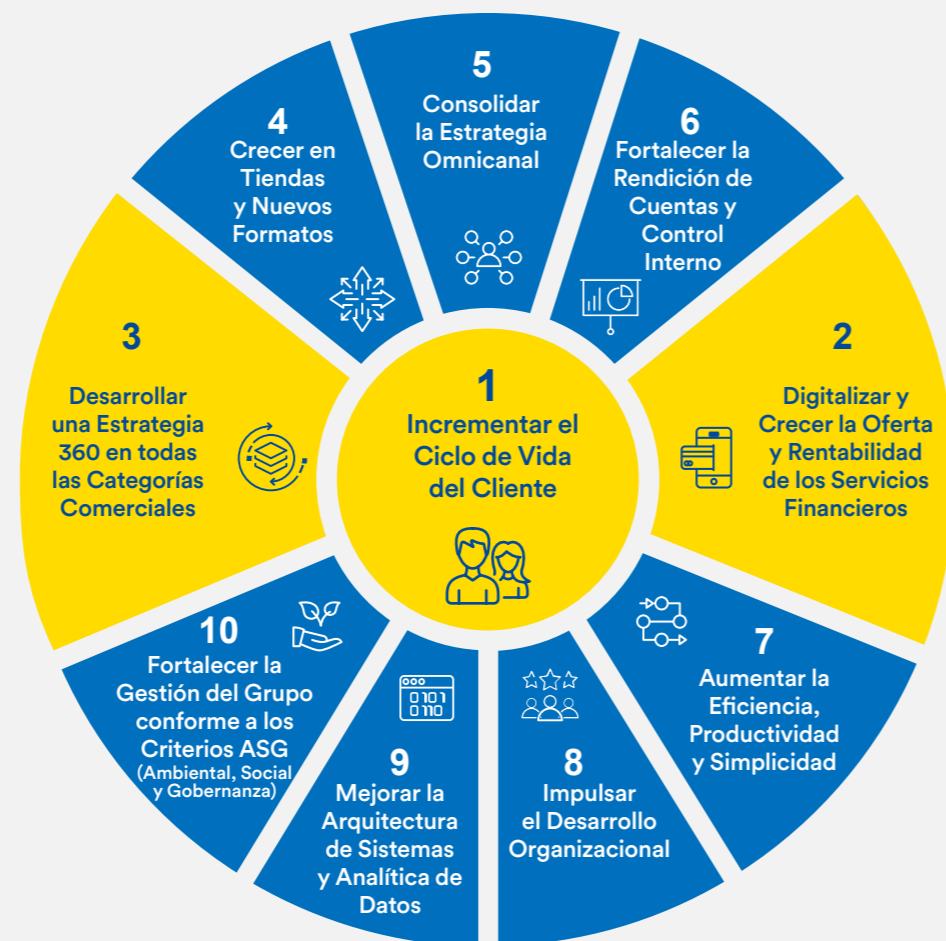 5
Consolidar
la Estrategia
Omnicanal
4
Crecer en
Tiendas
y Nuevos
Formatos
6
Fortalecer la
Rendición de
Cuentas y
Control
Interno
3
Desarrollar
una Estrategia
360 en todas
las Categorías
Comerciales
1
Incrementar el
Ciclo de Vida
del Cliente
2
Digitalizar y
Crecer la Oferta
y Rentabilidad
de los Servicios
Financieros
10
Fortalecer la
Gestión del Grupo
conforme a los
Criterios ASG
(Ambiental, Social
y Gobernanza)
0101
0110
9
Mejorar la
Arquitectura
de Sistemas
y Analítica de
Datos
8
Impulsar
el Desarrollo
Organizacional
7
Aumentar la
Eficiencia,
Productividad
y Simplicidad